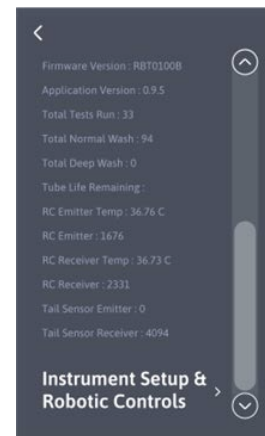 Firmware Version : RBT0100B
Application Version : 0.9.5
Total Tests Run : 33
Total Normal Wash : 94
Total Deep Wash : 0
Tube Life Remaining :
RC Emitter Temp : 36.76 C
RC Emitter : 1676
RC Receiver Temp : 36.73 C
RC Receiver : 2331
Tail Sensor Emitter : 0
Tail Sensor Receiver : 4094
Instrument Setup &
Robotic Controls